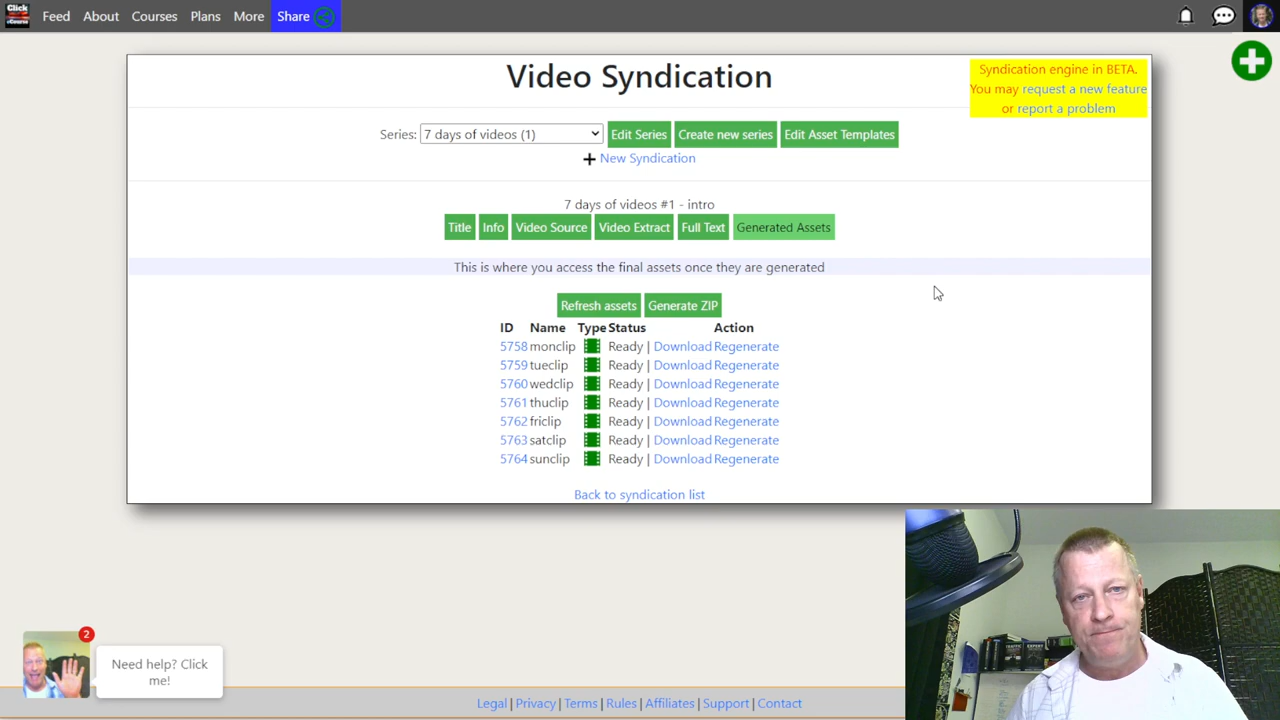 Click
eCourse
Feed About Courses Plans More Share
Video Syndication
Syndication engine in BETA.
You may request a new feature
or report a problem
Series: 7 days of videos (1) Edit Series Create new series Edit Asset Templates
New Syndication
7 days of videos #1 - intro
Title Info Video Source Video Extract Full Text Generated Assets
This is where you access the final assets once they are generated
Refresh assets Generate ZIP
ID Name Type Status Action
5758 monclip Ready | Download Regenerate
5759 tueclip Ready | Download Regenerate
5760 wedclip Ready | Download Regenerate
5761 thuclip Ready | Download Regenerate
5762 friclip Ready | Download Regenerate
5763 satclip Ready | Download Regenerate
5764 sunclip Ready | Download Regenerate
Back to syndication list
2
Need help? Click
me!
TRAFFIC
EXPERT
Legal | Privacy | Terms | Rules | Affiliates | Support | Contact